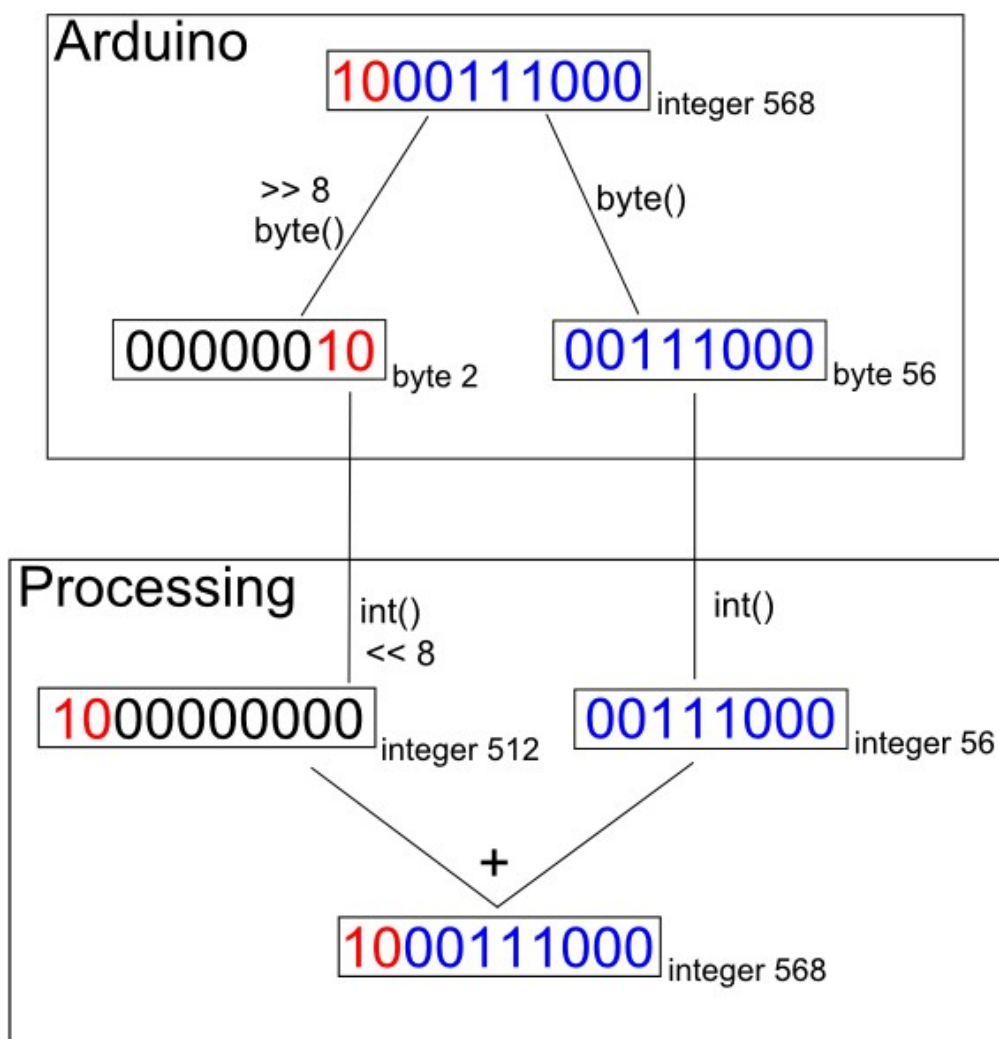 Arduino
1000111000
integer 568
>> 8
byte()
byte()
00000010
byte 2
00111000
byte 56
Processing
int()
<< 8
int()
1000000000
integer 512
00111000
integer 56
+
1000111000
integer 568